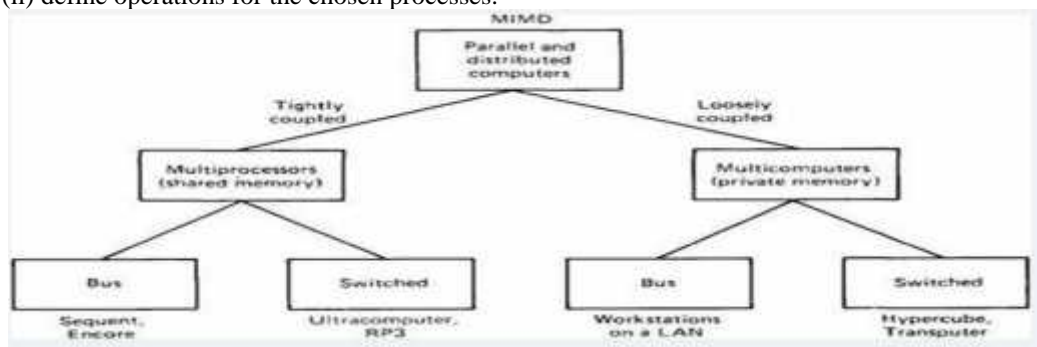 (ii) define operations for the chosen processes.
MIMD
Parallel and
distributed
computers
Tightly
coupled
Loosely
coupled
Multiprocessors
(shared memory)
Multicomputers
(private memory)
Bus
Switched
Bus
Switched
Sequent,
Encore
Ultracomputer,
RP3
Workstations
on a LAN
Hypercube,
Transputer